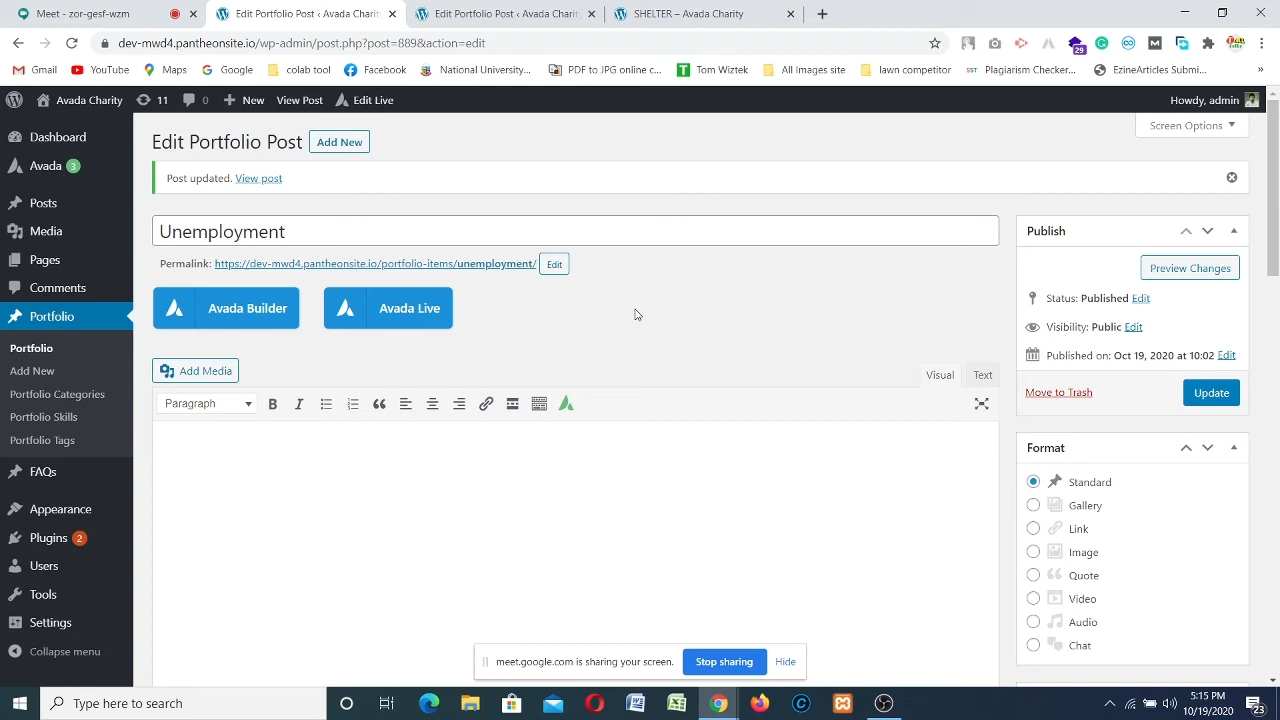 Meet - zor-gesf-wzm
Edit Portfolio Post ‹ Avada Charity
Edit Portfolio Post ‹ Avada Charity
SHELTER – Avada Charity
dev-mwd4.pantheonsite.io/wp-admin/post.php?post=889&action=edit
29
Gmail YouTube Maps Google colab tool Facebook National University... PDF to JPG online c... Tom Wiztek All Images site lawn competitor SST Plagiarism Checker... EzineArticles Submi... »
Avada Charity 11 0 New View Post Edit Live Howdy, admin
Dashboard
Avada 3
Posts
Media
Pages
Comments
Portfolio
Portfolio
Add New
Portfolio Categories
Portfolio Skills
Portfolio Tags
FAQs
Appearance
Plugins 2
Users
Tools
Settings
Collapse menu
Screen Options
Edit Portfolio Post Add New
Post updated. View post
Unemployment
Permalink: https://dev-mwd4.pantheonsite.io/portfolio-items/unemployment/ Edit
Avada Builder Avada Live
Add Media
Visual Text
Paragraph B I
Publish
Preview Changes
Status: Published Edit
Visibility: Public Edit
Published on: Oct 19, 2020 at 10:02 Edit
Move to Trash Update
Format
Standard
Gallery
Link
Image
Quote
Video
Audio
Chat
meet.google.com is sharing your screen. Stop sharing Hide
Type here to search
5:15 PM
10/19/2020
23